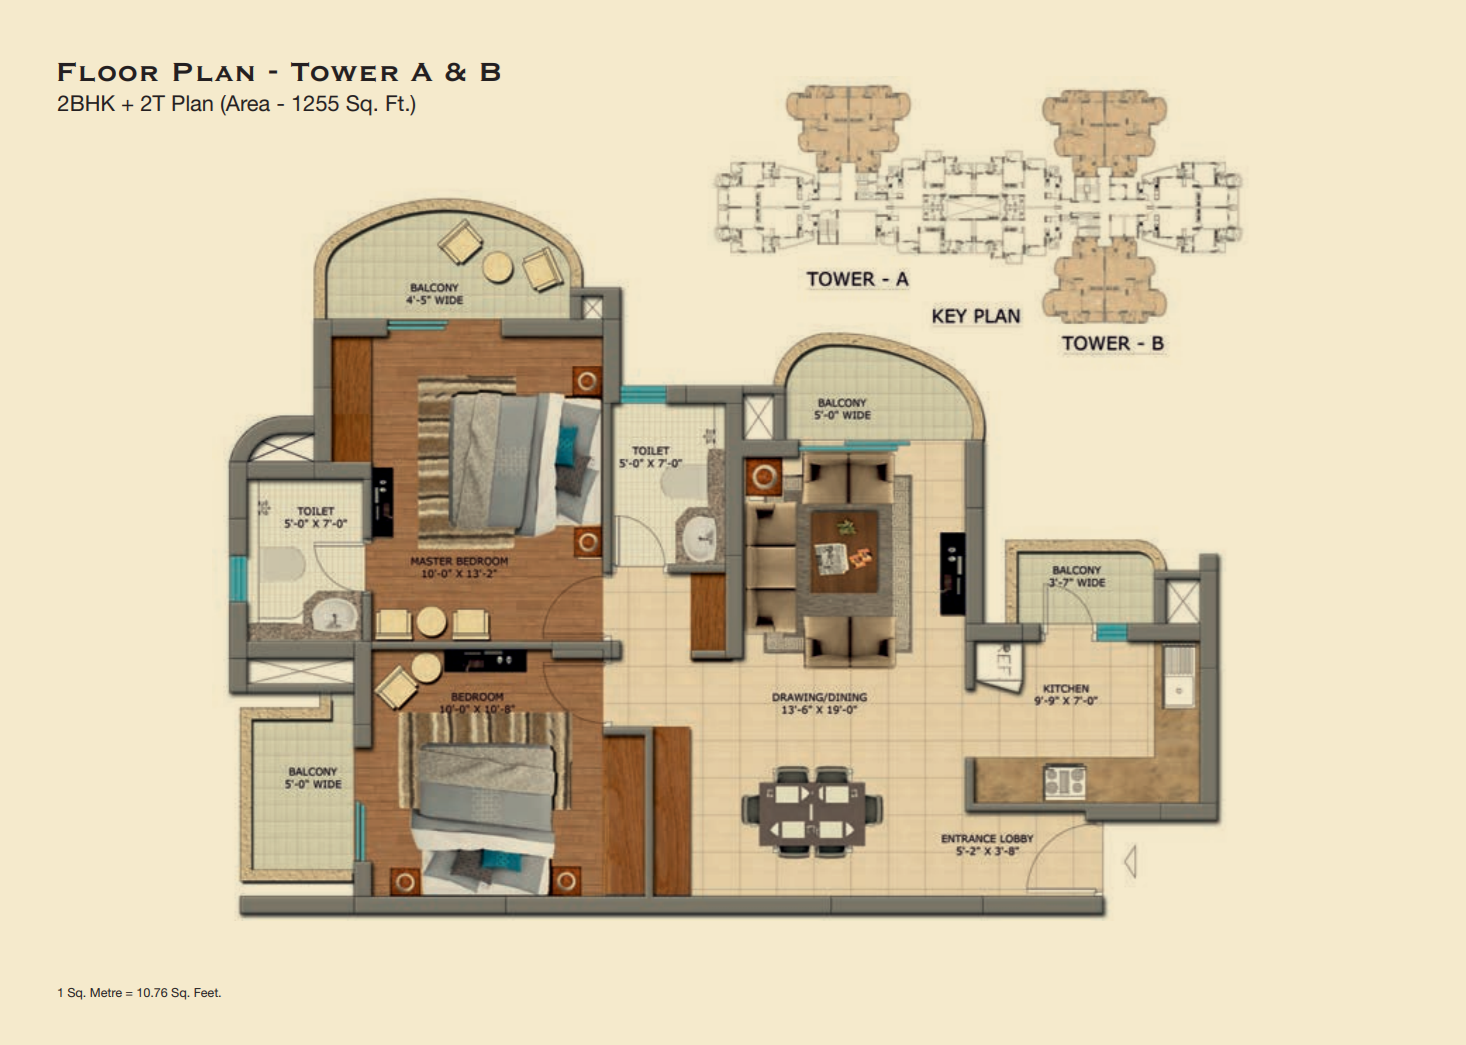 FLOOR PLAN - TOWER A & B
2BHK + 2T Plan (Area - 1255 Sq. Ft.)
TOWER - A
KEY PLAN
TOWER - B
BALCONY
4'-5" WIDE
BALCONY
5'-0" WIDE
TOILET
5'-0" X 7'-0"
TOILET
5'-0" X 7'-0"
MASTER BEDROOM
10'-0" X 13'-2"
BALCONY
3'-7" WIDE
REF
BEDROOM
10'-0" X 10'-8"
DRAWING/DINING
13'-6" X 19'-0"
KITCHEN
9'-9" X 7'-0"
BALCONY
5'-0" WIDE
ENTRANCE LOBBY
5'-2" X 3'-8"
1 Sq. Metre = 10.76 Sq. Feet.